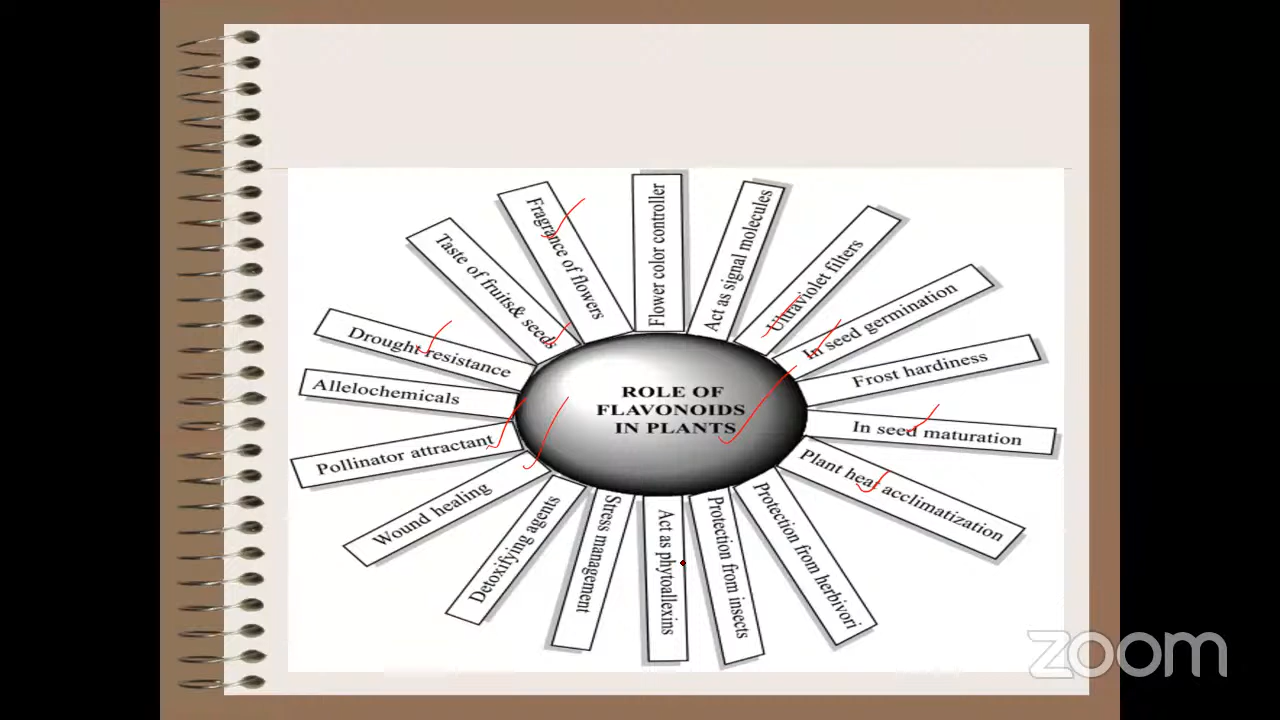 Flower color controller
Act as signal molecules
Ultraviolet filters
In seed germination
Frost hardiness
In seed maturation
Plant heat acclimatization
Protection from herbivori
Protection from insects
Act as phytoallexins
Stress management
Detoxifying agents
Wound healing
Pollinator attractant
Allelochemicals
Drought resistance
Taste of fruits& seeds
Fragrance of flowers
ROLE OF
FLAVONOIDS
IN PLANTS
zoom